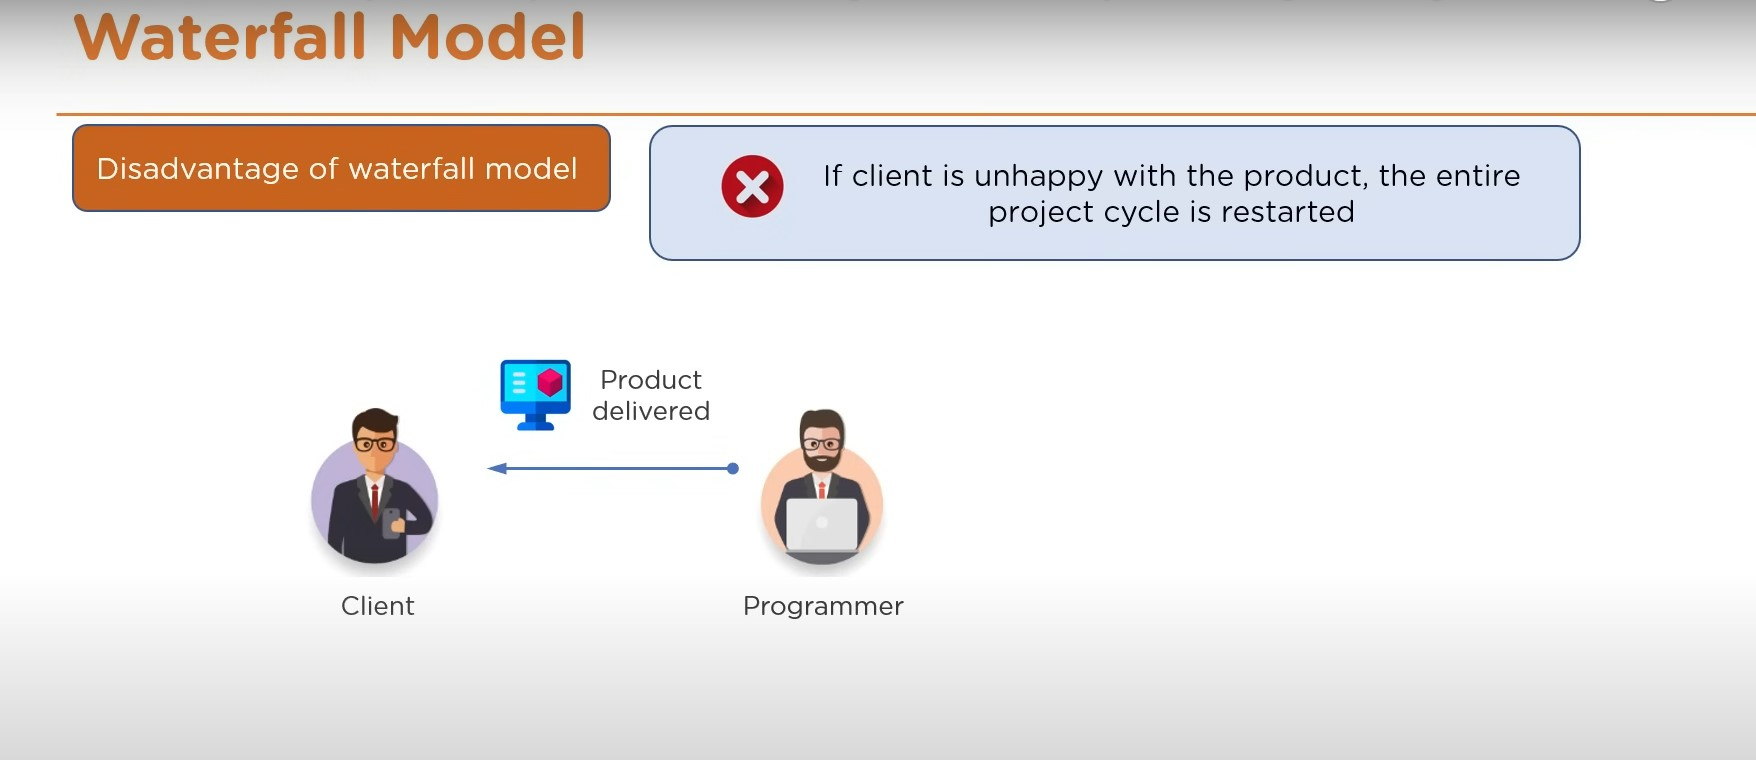 Waterfall Model
Disadvantage of waterfall model
If client is unhappy with the product, the entire
project cycle is restarted
Product
delivered
Client
Programmer